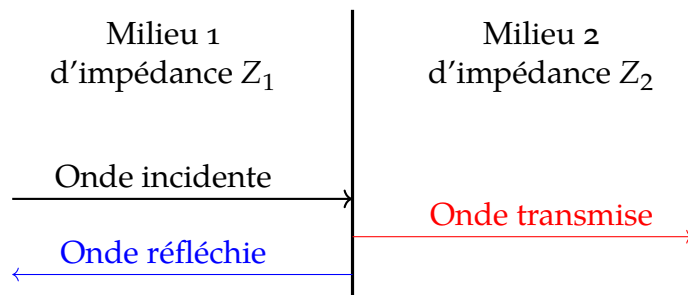 Milieu 1
d'impédance Z₁
Milieu 2
d'impédance Z₂
Onde incidente
Onde transmise
Onde réfléchie